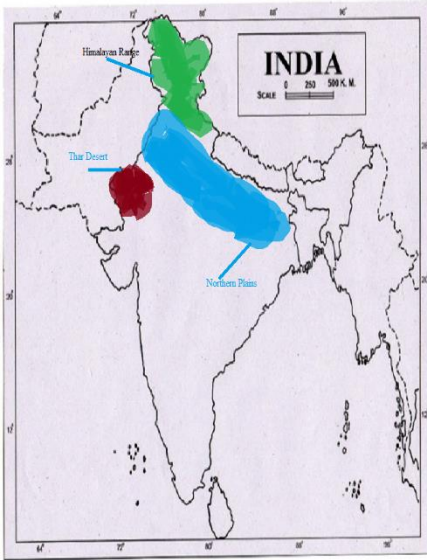 Himalayan Range
INDIA
SCALE 0 250 500 K. M.
Thar Desert
Northern Plains